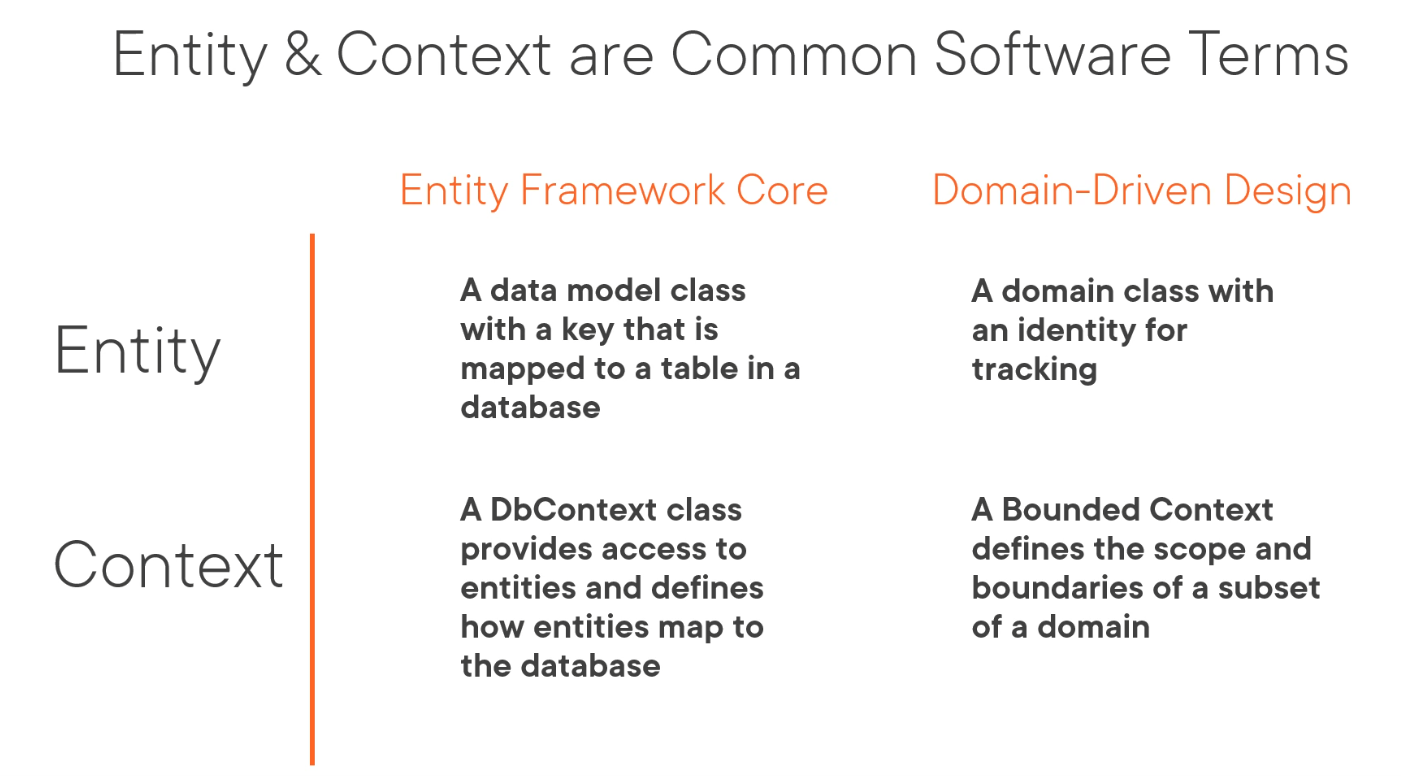 Entity & Context are Common Software Terms
Entity Framework Core
Domain-Driven Design
Entity
A data model class
with a key that is
mapped to a table in a
database
A domain class with
an identity for
tracking
Context
A DbContext class
provides access to
entities and defines
how entities map to
the database
A Bounded Context
defines the scope and
boundaries of a subset
of a domain